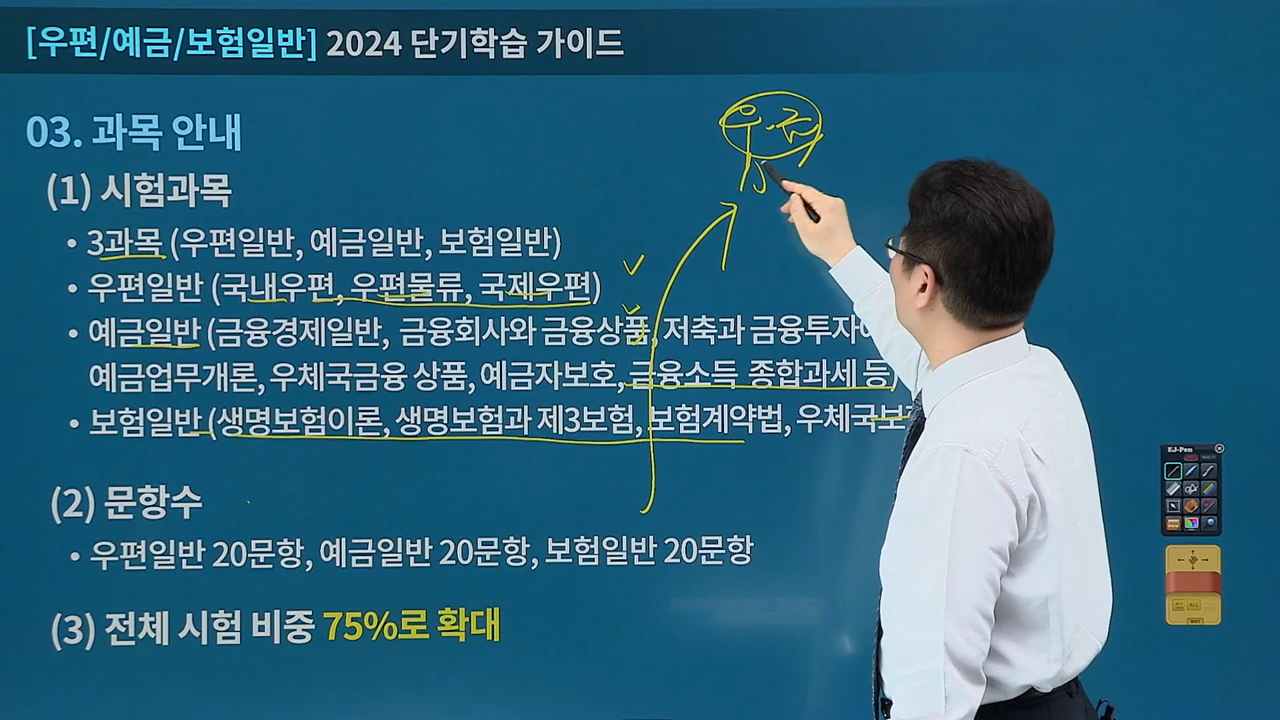 [우편/예금/보험일반] 2024 단기학습 가이드
03. 과목 안내
(1) 시험과목
• 3과목 (우편일반, 예금일반, 보험일반)
• 우편일반 (국내우편, 우편물류, 국제우편)
• 예금일반 (금융경제일반, 금융회사와 금융상품, 저축과 금융투자에
예금업무개론, 우체국금융 상품, 예금자보호, 금융소득 종합과세 등)
• 보험일반 (생명보험이론, 생명보험과 제3보험, 보험계약법, 우체국보
(2) 문항수
• 우편일반 20문항, 예금일반 20문항, 보험일반 20문항
(3) 전체 시험 비중 75%로 확대
EJ-Pen
ALL